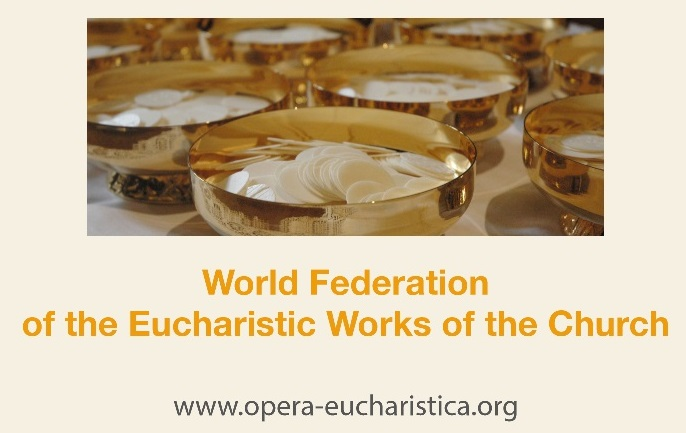 World Federation
of the Eucharistic Works of the Church
www.opera-eucharistica.org